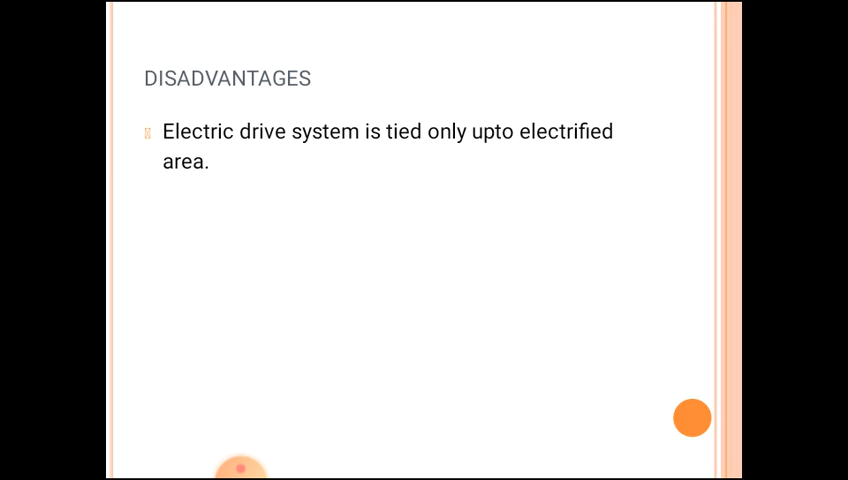 DISADVANTAGES
Electric drive system is tied only upto electrified
area.